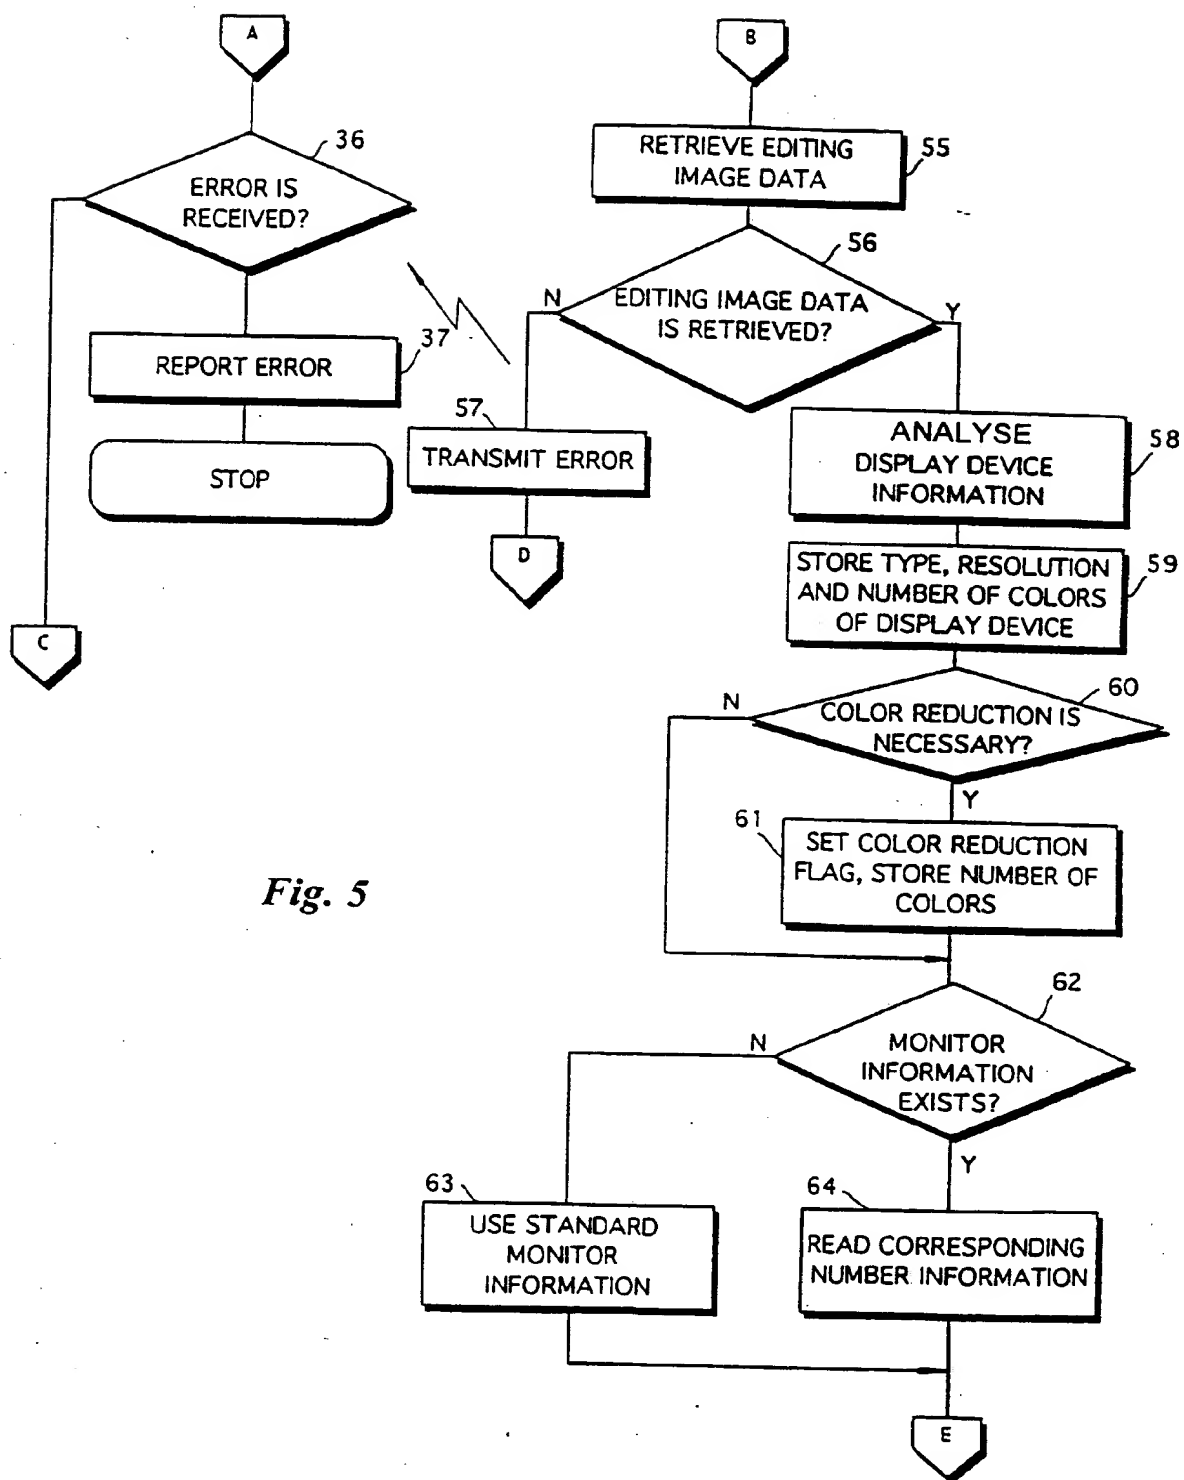 A
36
ERROR IS
RECEIVED?
37
REPORT ERROR
STOP
C
B
55
RETRIEVE EDITING
IMAGE DATA
56
N
EDITING IMAGE DATA
IS RETRIEVED?
Y
57
TRANSMIT ERROR
D
58
ANALYSE
DISPLAY DEVICE
INFORMATION
59
STORE TYPE, RESOLUTION
AND NUMBER OF COLORS
OF DISPLAY DEVICE
60
N
COLOR REDUCTION IS
NECESSARY?
Y
61
SET COLOR REDUCTION
FLAG, STORE NUMBER OF
COLORS
Fig. 5
62
N
MONITOR
INFORMATION
EXISTS?
Y
63
USE STANDARD
MONITOR
INFORMATION
64
READ CORRESPONDING
NUMBER INFORMATION
E